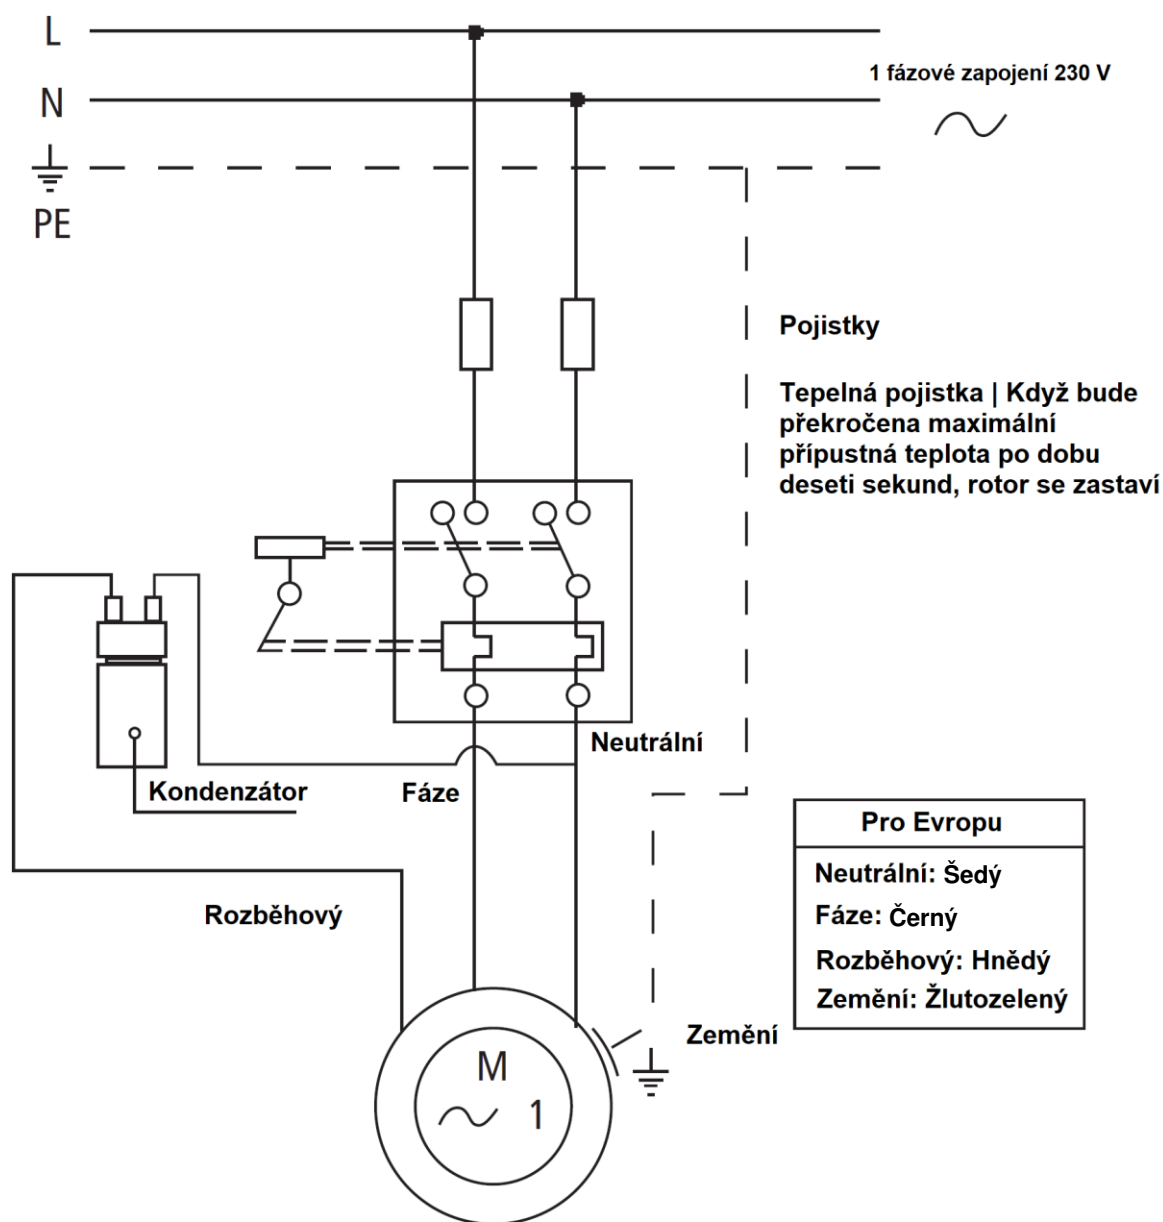 L
1 fázové zapojení 230 V
N
PE
Pojistky
Tepelná pojistka | Když bude
překročena maximální
přípustná teplota po dobu
deseti sekund, rotor se zastaví
Neutrální
Kondenzátor
Fáze
Pro Evropu
Neutrální: Šedý
Fáze: Černý
Rozběhový: Hnědý
Zemění: Žlutozelený
Rozběhový
Zemění
M
1